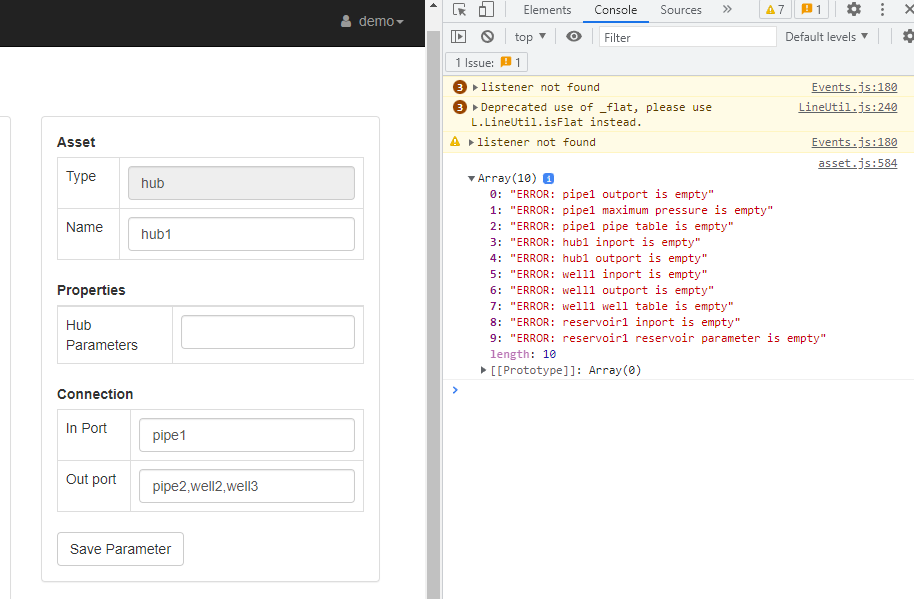 demo
Asset
Type
hub
Name
hub1
Properties
Hub
Parameters
Connection
In Port
pipe1
Out port
pipe2,well2,well3
Save Parameter
Elements Console Sources » 7 1
top Filter Default levels
1 Issue: 1
3 listener not found Events.js:180
3 Deprecated use of _flat, please use LineUtil.js:240
L.LineUtil.isFlat instead.
listener not found Events.js:180
asset.js:584
Array(10) i
0: "ERROR: pipe1 outport is empty"
1: "ERROR: pipe1 maximum pressure is empty"
2: "ERROR: pipe1 pipe table is empty"
3: "ERROR: hub1 inport is empty"
4: "ERROR: hub1 outport is empty"
5: "ERROR: well1 inport is empty"
6: "ERROR: well1 outport is empty"
7: "ERROR: well1 well table is empty"
8: "ERROR: reservoir1 inport is empty"
9: "ERROR: reservoir1 reservoir parameter is empty"
length: 10
[[Prototype]]: Array(0)